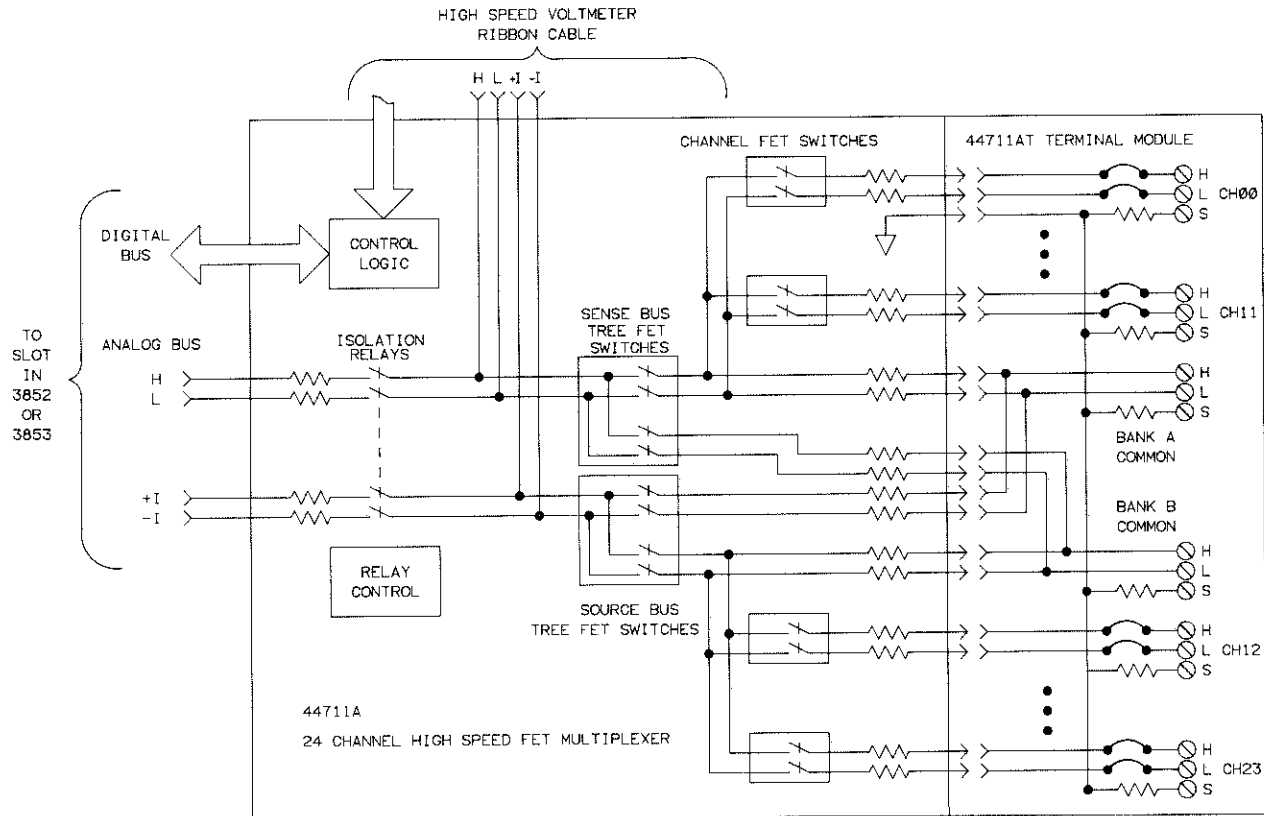 HIGH SPEED VOLTMETER
RIBBON CABLE
H L +I -I
CHANNEL FET SWITCHES
44711AT TERMINAL MODULE
H
L CH00
S
DIGITAL
BUS
CONTROL
LOGIC
H
L CH11
S
TO
SLOT
IN
3852
OR
3853
ANALOG BUS
H
L
ISOLATION
RELAYS
SENSE BUS
TREE FET
SWITCHES
H
L
S
BANK A
COMMON
+I
-I
BANK B
COMMON
H
L
S
RELAY
CONTROL
SOURCE BUS
TREE FET SWITCHES
H
L CH12
S
44711A
24 CHANNEL HIGH SPEED FET MULTIPLEXER
H
L CH23
S